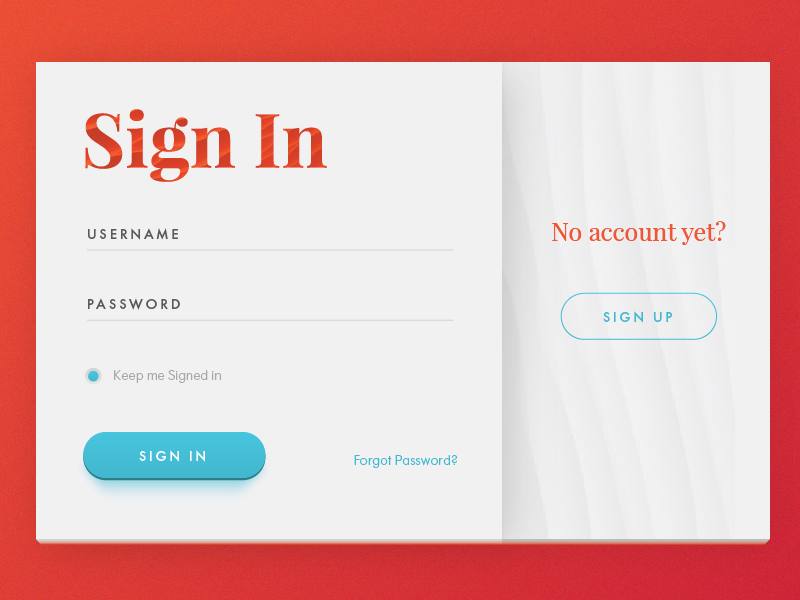 Sign In
USERNAME
PASSWORD
Keep me Signed in
SIGN IN
Forgot Password?
No account yet?
SIGN UP